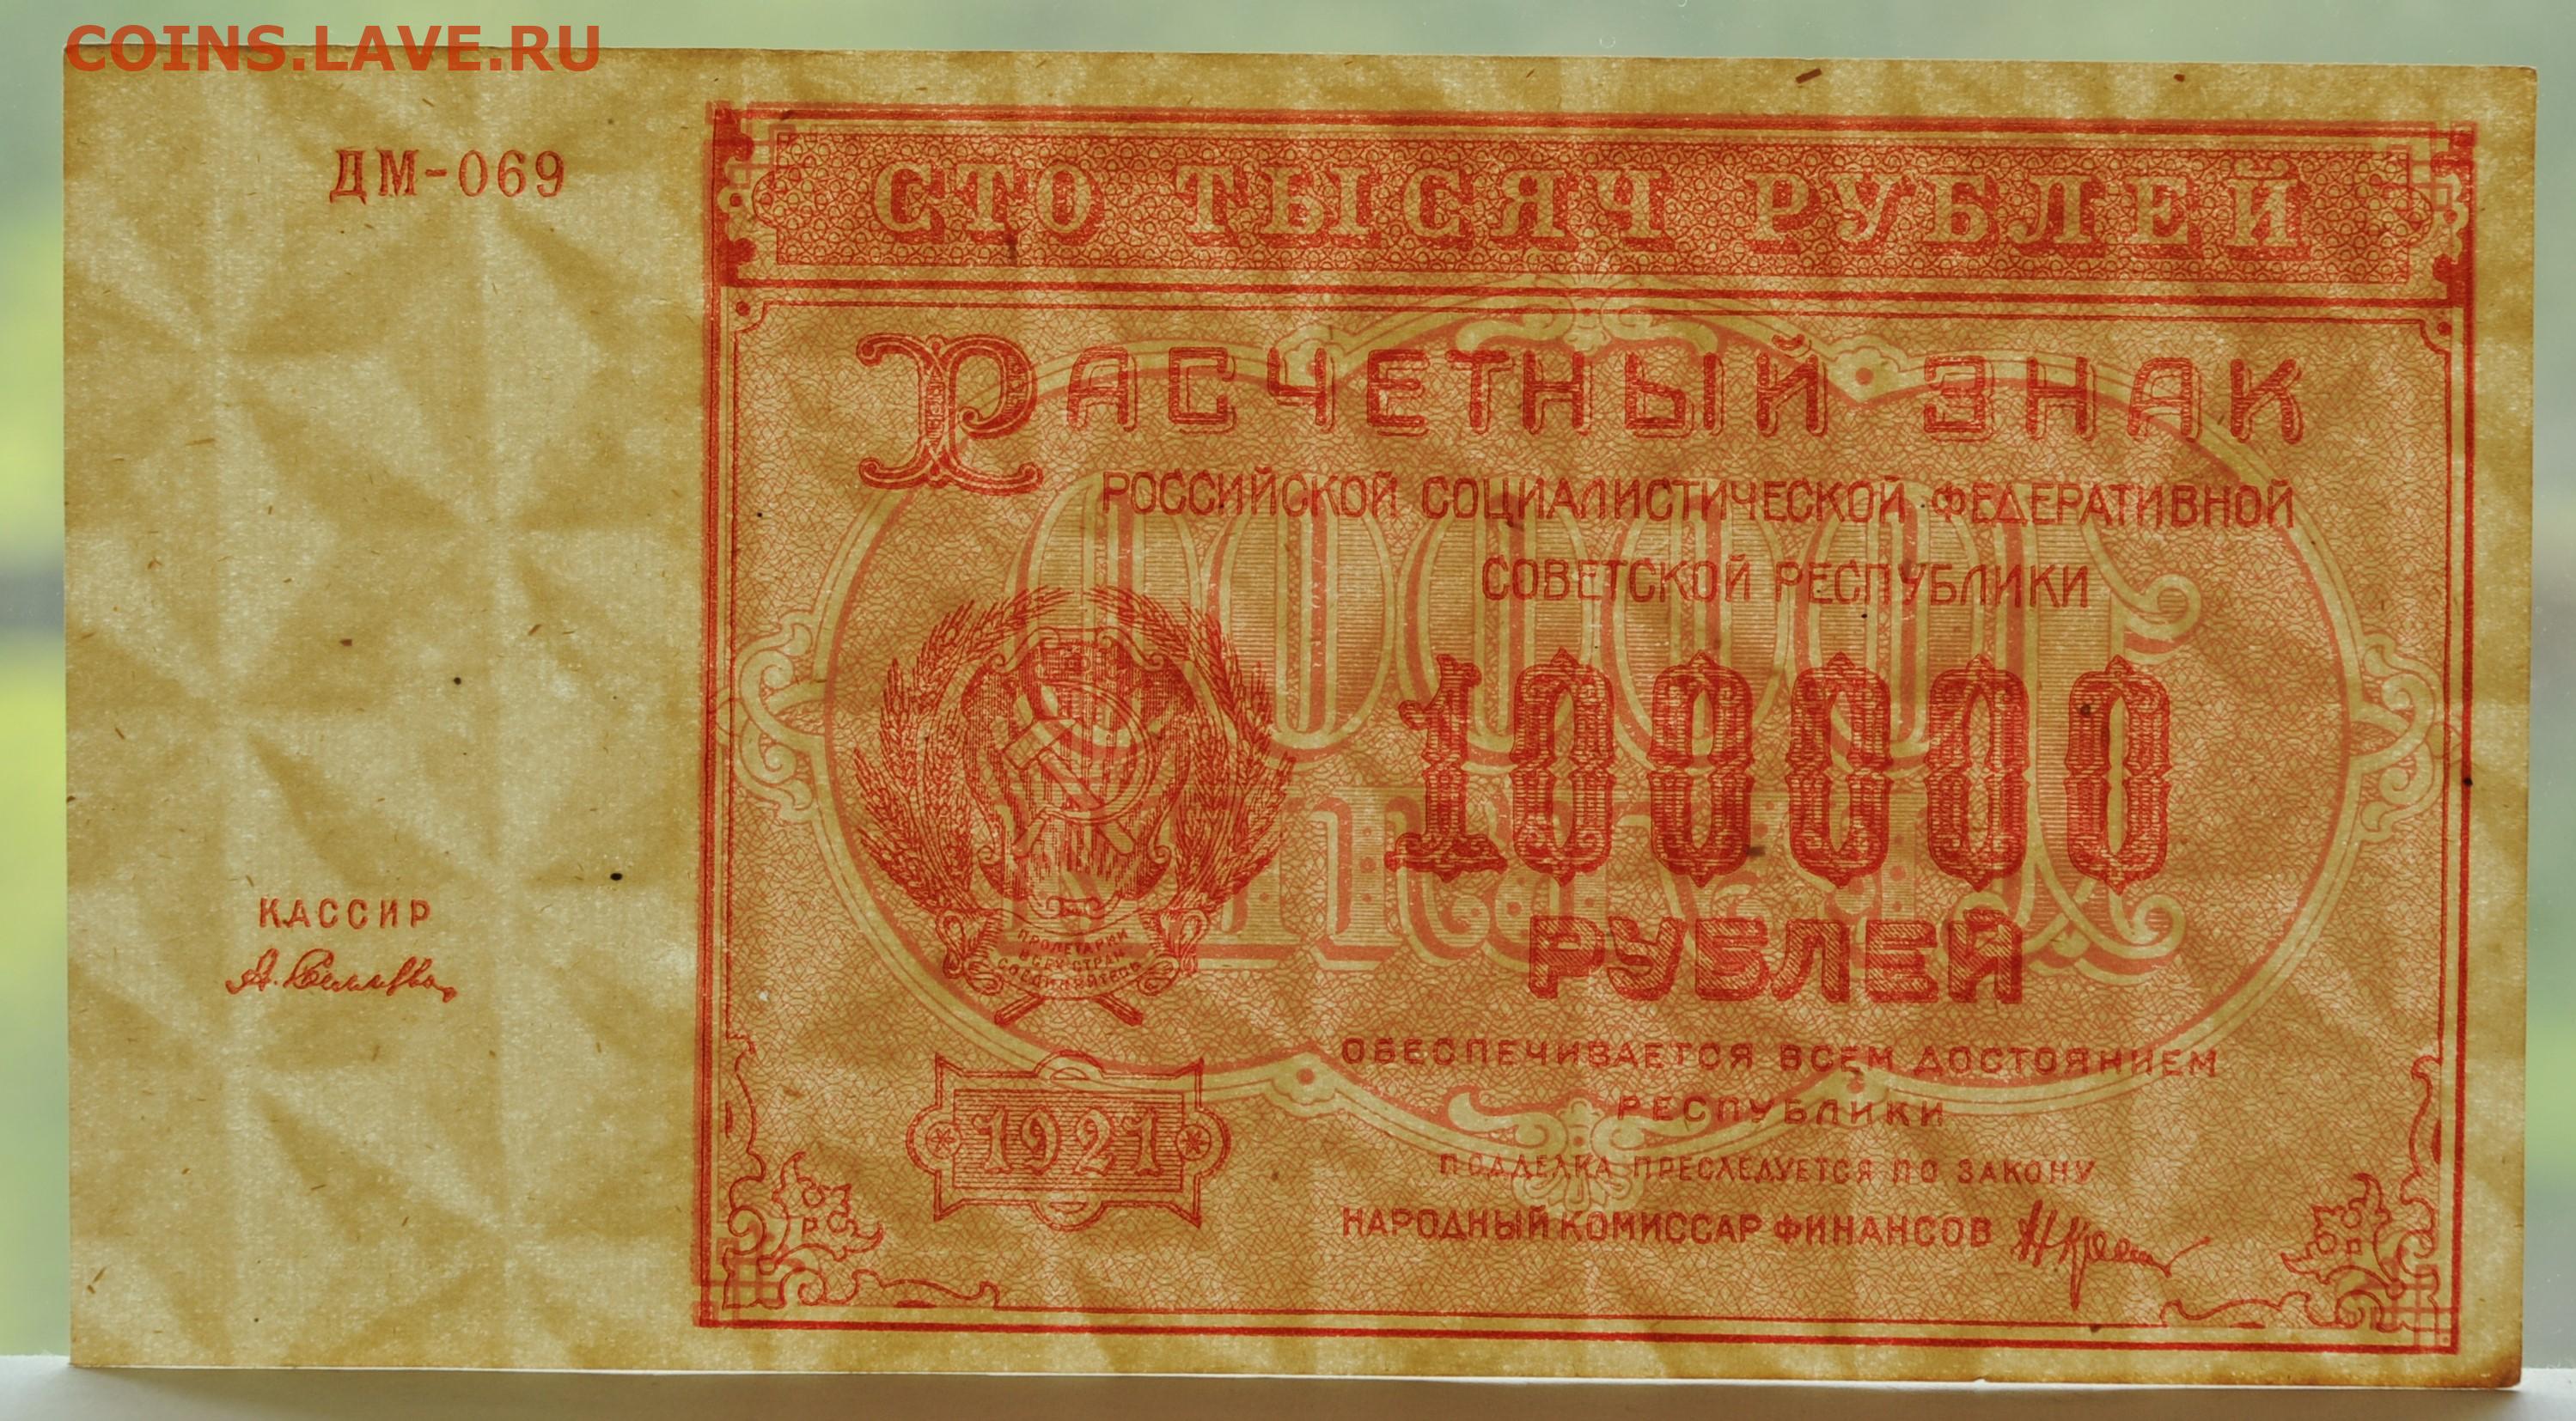 COINS.LAVE.RU
ДМ-069
СТО ТЫСЯЧ РУБЛЕЙ
РАСЧЕТНЫЙ ЗНАК
РОССИЙСКОЙ СОЦИАЛИСТИЧЕСКОЙ ФЕДЕРАТИВНОЙ
СОВЕТСКОЙ РЕСПУБЛИКИ
100000
РУБЛЕЙ
ПРОЛЕТАРИИ
ВСЕХ СТРАН
СОЕДИНЯЙТЕСЬ
КАССИР
ОБЕСПЕЧИВАЕТСЯ ВСЕМ ДОСТОЯНИЕМ
РЕСПУБЛИКИ
1921
ПОДДЕЛКА ПРЕСЛЕДУЕТСЯ ПО ЗАКОНУ
НАРОДНЫЙ КОМИССАР ФИНАНСОВ